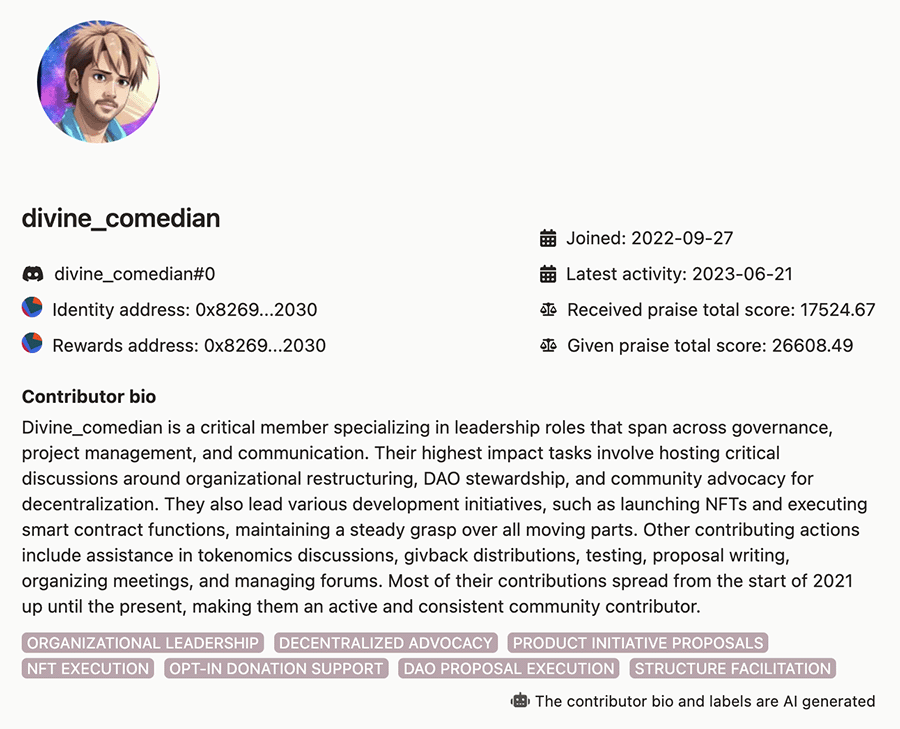 divine_comedian
divine_comedian#0
Identity address: 0x8269...2030
Rewards address: 0x8269...2030
Joined: 2022-09-27
Latest activity: 2023-06-21
Received praise total score: 17524.67
Given praise total score: 26608.49
Contributor bio
Divine_comedian is a critical member specializing in leadership roles that span across governance,
project management, and communication. Their highest impact tasks involve hosting critical
discussions around organizational restructuring, DAO stewardship, and community advocacy for
decentralization. They also lead various development initiatives, such as launching NFTs and executing
smart contract functions, maintaining a steady grasp over all moving parts. Other contributing actions
include assistance in tokenomics discussions, givback distributions, testing, proposal writing,
organizing meetings, and managing forums. Most of their contributions spread from the start of 2021
up until the present, making them an active and consistent community contributor.
ORGANIZATIONAL LEADERSHIP DECENTRALIZED ADVOCACY PRODUCT INITIATIVE PROPOSALS
NFT EXECUTION OPT-IN DONATION SUPPORT DAO PROPOSAL EXECUTION STRUCTURE FACILITATION
The contributor bio and labels are AI generated